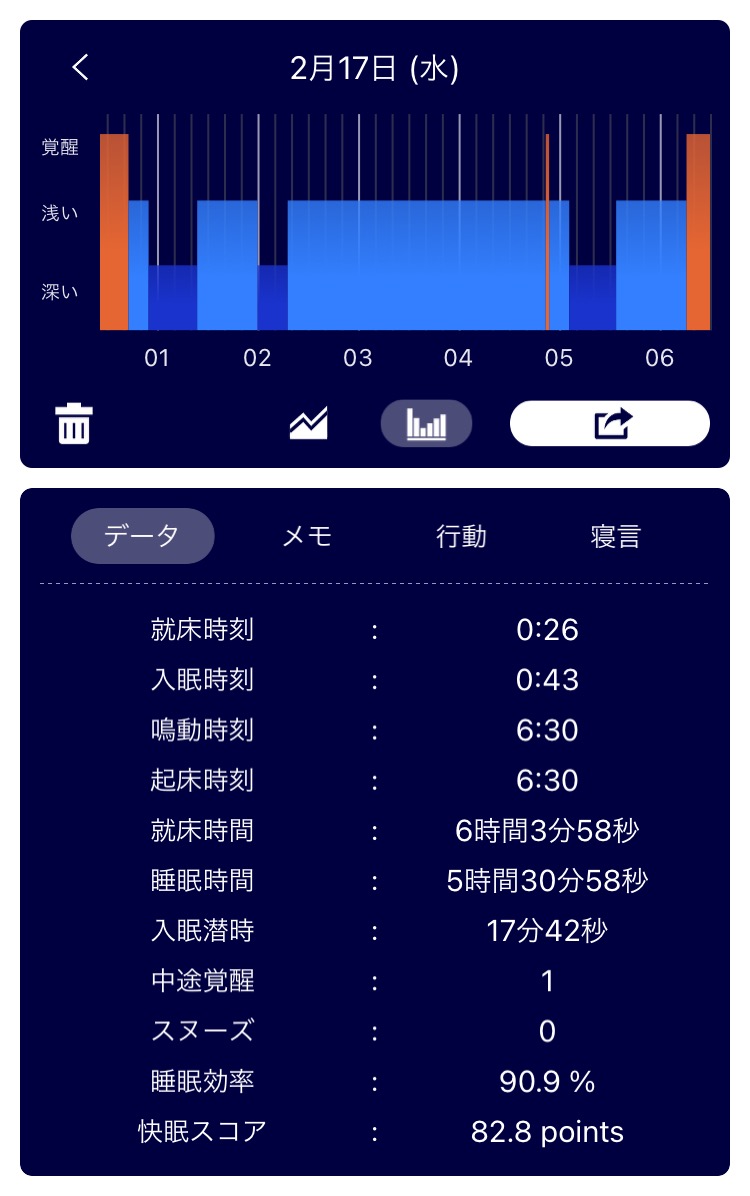 2月17日 (水)
覚醒
浅い
深い
01 02 03 04 05 06
データ メモ 行動 寝言
就床時刻 : 0:26
入眠時刻 : 0:43
鳴動時刻 : 6:30
起床時刻 : 6:30
就床時間 : 6時間3分58秒
睡眠時間 : 5時間30分58秒
入眠潜時 : 17分42秒
中途覚醒 : 1
スヌーズ : 0
睡眠効率 : 90.9 %
快眠スコア : 82.8 points